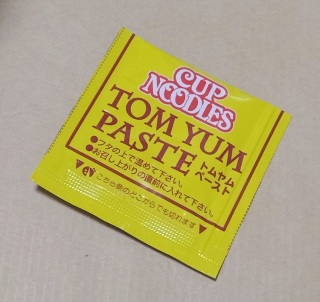 CUP
NOODLES
TOM YUM
PASTE
トムヤム
ペースト
●フタの上で温めて下さい。
●お召し上がりの直前に入れて下さい。
こちら側のどこからでも切れます